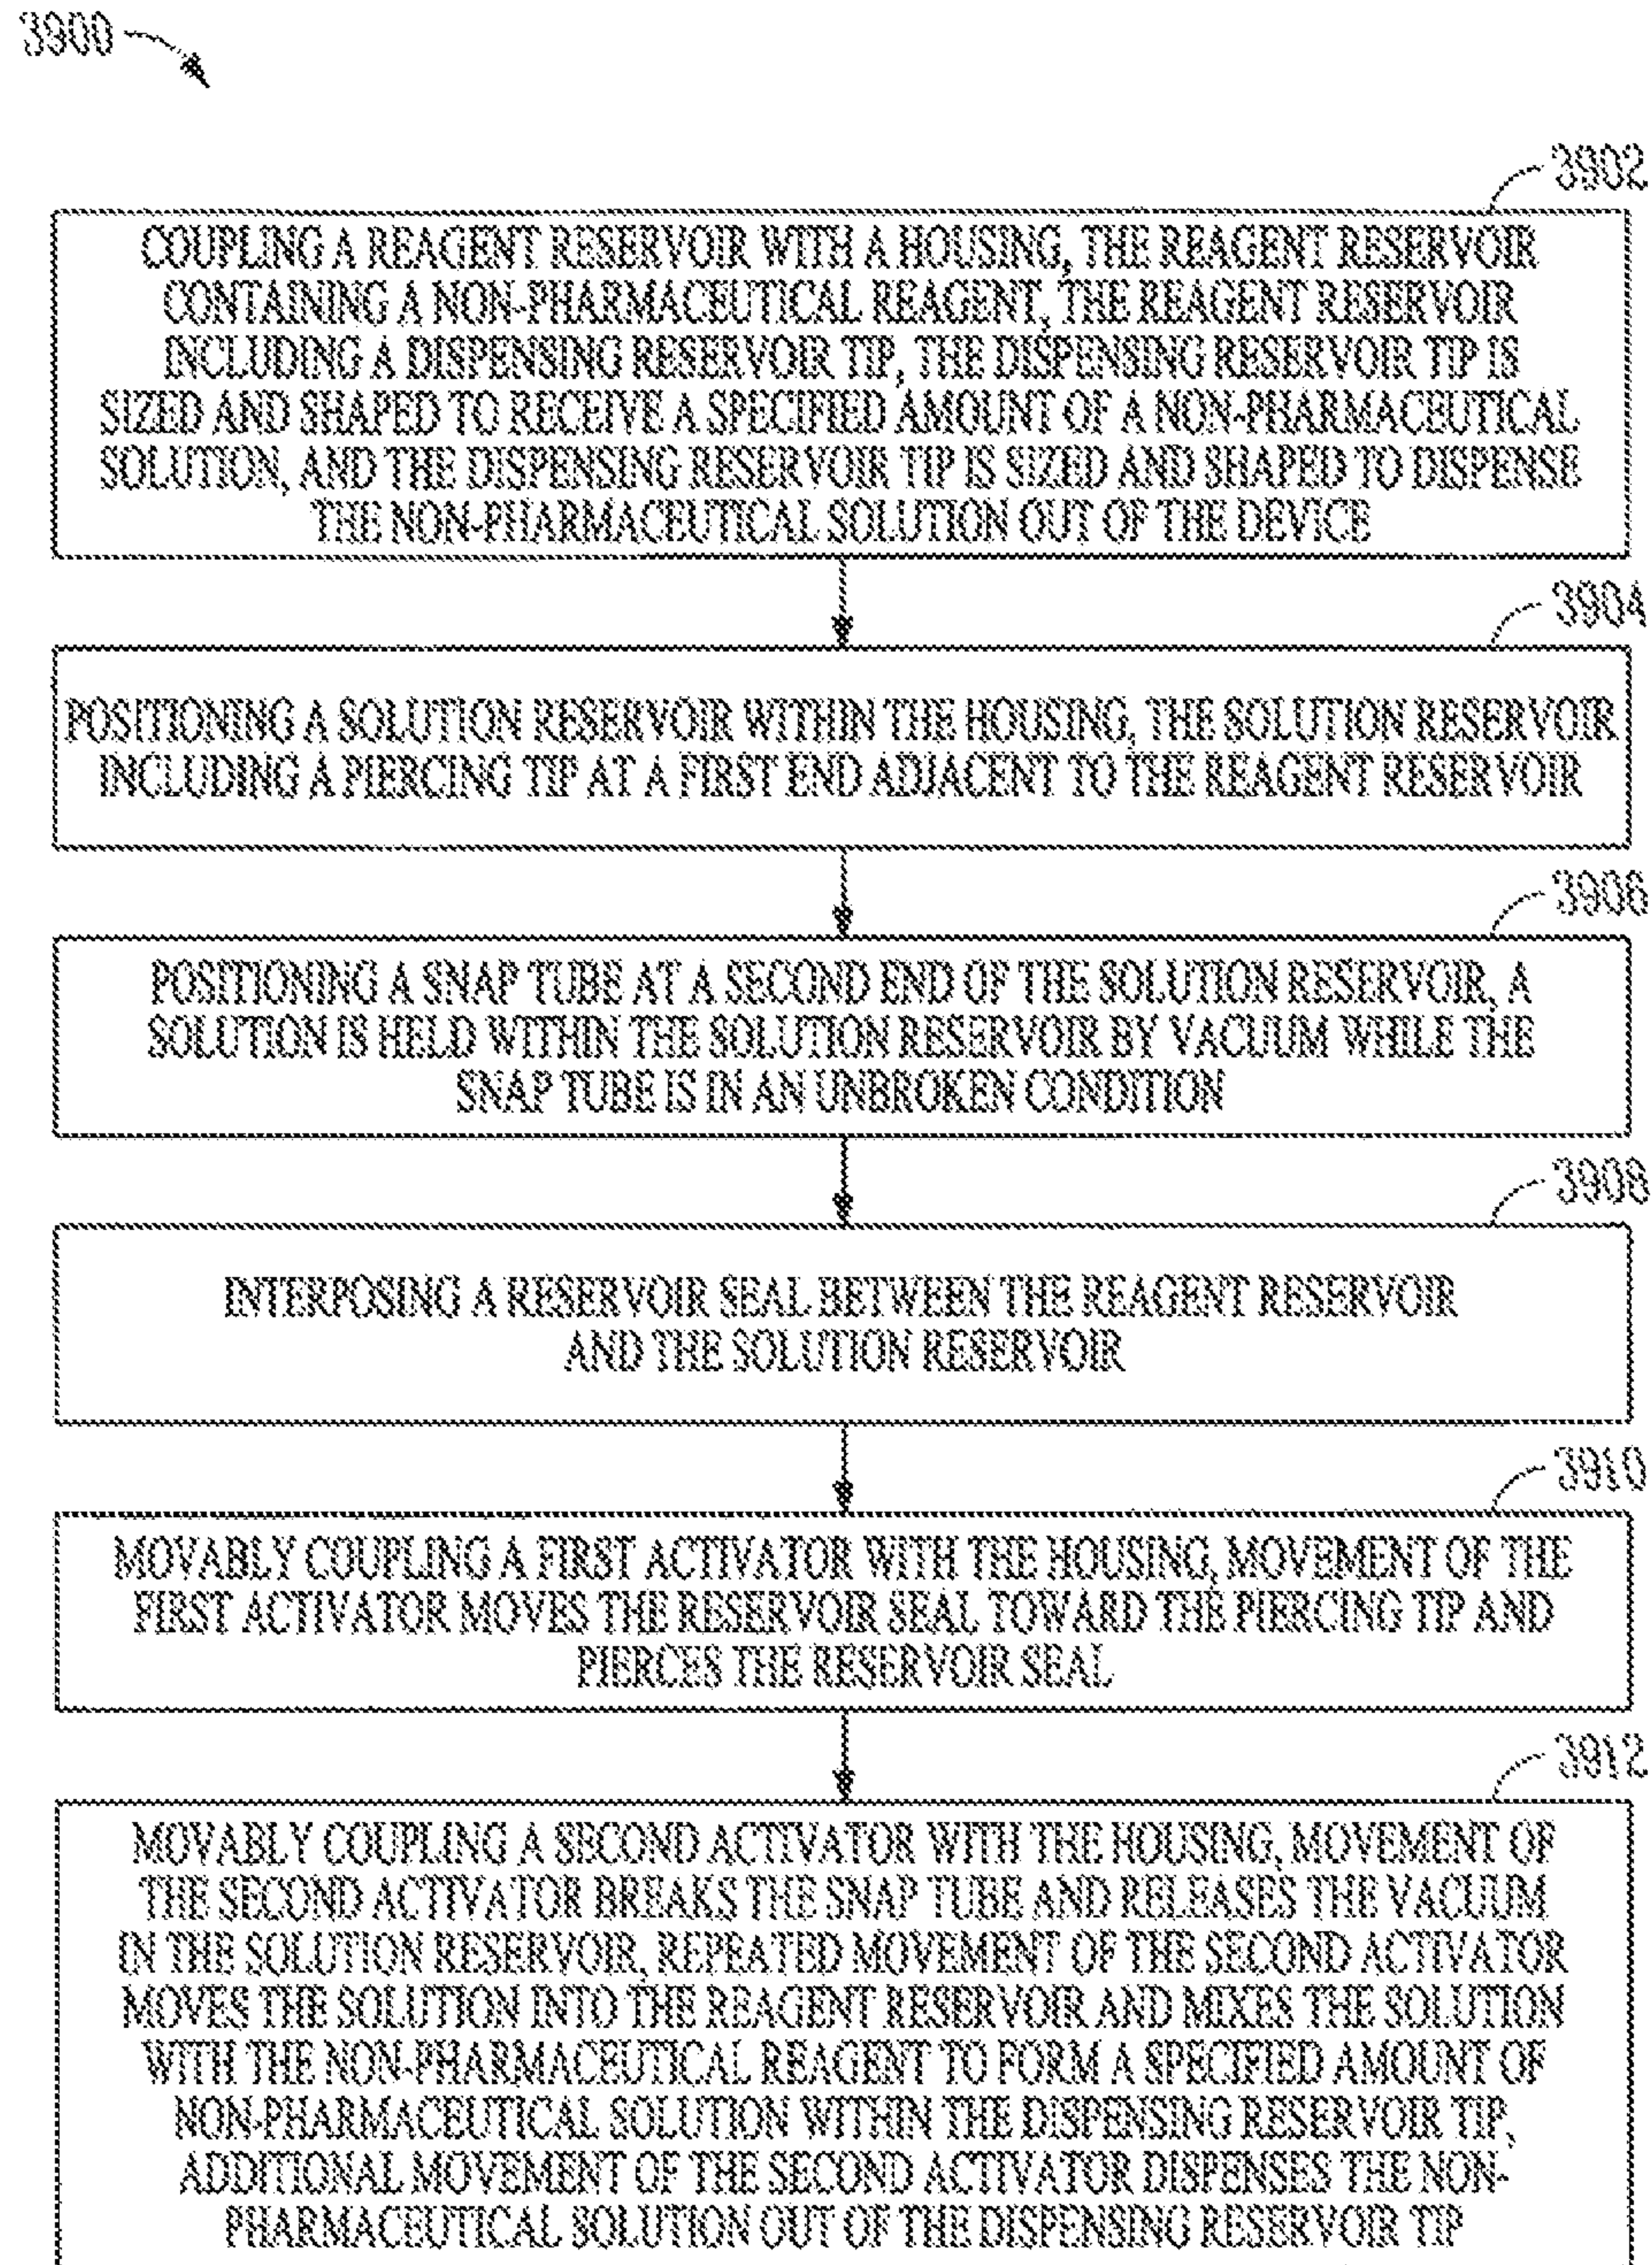 3900
3902
COUPLING A REAGENT RESERVOIR WITH A HOUSING, THE REAGENT RESERVOIR
CONTAINING A NON-PHARMACEUTICAL REAGENT, THE REAGENT RESERVOIR
INCLUDING A DISPENSING RESERVOIR TIP, THE DISPENSING RESERVOIR TIP IS
SIZED AND SHAPED TO RECEIVE A SPECIFIED AMOUNT OF A NON-PHARMACEUTICAL
SOLUTION, AND THE DISPENSING RESERVOIR TIP IS SIZED AND SHAPED TO DISPENSE
THE NON-PHARMACEUTICAL SOLUTION OUT OF THE DEVICE
3904
POSITIONING A SOLUTION RESERVOIR WITHIN THE HOUSING, THE SOLUTION RESERVOIR
INCLUDING A PIERCING TIP AT A FIRST END ADJACENT TO THE REAGENT RESERVOIR
3906
POSITIONING A SNAP TUBE AT A SECOND END OF THE SOLUTION RESERVOIR, A
SOLUTION IS HELD WITHIN THE SOLUTION RESERVOIR BY VACUUM WHILE THE
SNAP TUBE IS IN AN UNBROKEN CONDITION
3908
INTERPOSING A RESERVOIR SEAL BETWEEN THE REAGENT RESERVOIR
AND THE SOLUTION RESERVOIR
3910
MOVABLY COUPLING A FIRST ACTIVATOR WITH THE HOUSING, MOVEMENT OF THE
FIRST ACTIVATOR MOVES THE RESERVOIR SEAL TOWARD THE PIERCING TIP AND
PIERCES THE RESERVOIR SEAL
3912
MOVABLY COUPLING A SECOND ACTIVATOR WITH THE HOUSING, MOVEMENT OF
THE SECOND ACTIVATOR BREAKS THE SNAP TUBE AND RELEASES THE VACUUM
IN THE SOLUTION RESERVOIR, REPEATED MOVEMENT OF THE SECOND ACTIVATOR
MOVES THE SOLUTION INTO THE REAGENT RESERVOIR AND MIXES THE SOLUTION
WITH THE NON-PHARMACEUTICAL REAGENT TO FORM A SPECIFIED AMOUNT OF
NON-PHARMACEUTICAL SOLUTION WITHIN THE DISPENSING RESERVOIR TIP,
ADDITIONAL MOVEMENT OF THE SECOND ACTIVATOR DISPENSES THE NON-
PHARMACEUTICAL SOLUTION OUT OF THE DISPENSING RESERVOIR TIP